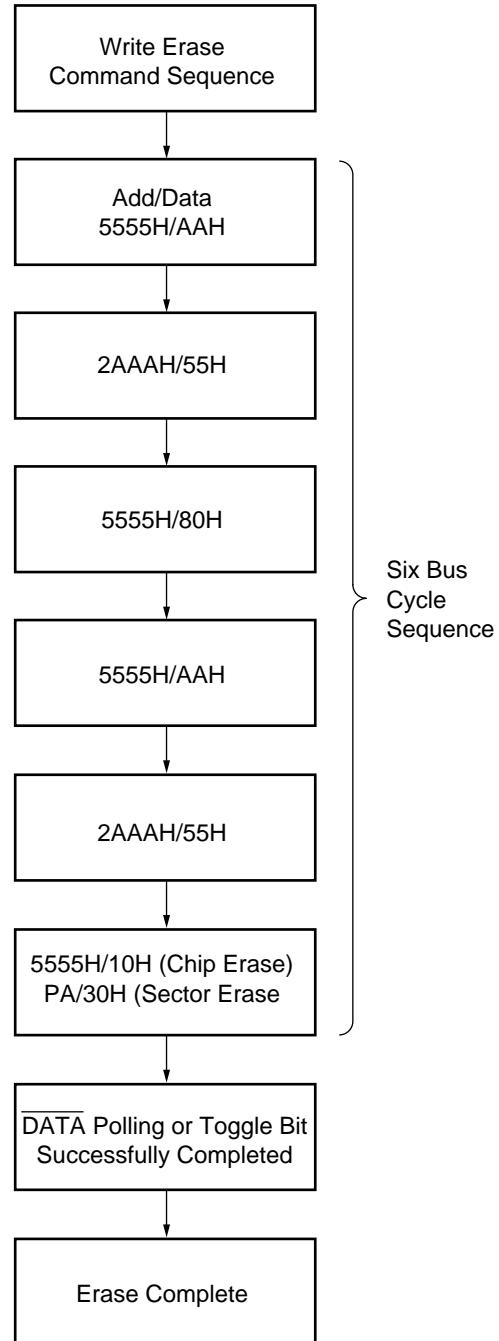 Write Erase
Command Sequence
Add/Data
5555H/AAH
2AAAH/55H
5555H/80H
5555H/AAH
2AAAH/55H
5555H/10H (Chip Erase)
PA/30H (Sector Erase
DATA Polling or Toggle Bit
Successfully Completed
Erase Complete
Six Bus
Cycle
Sequence